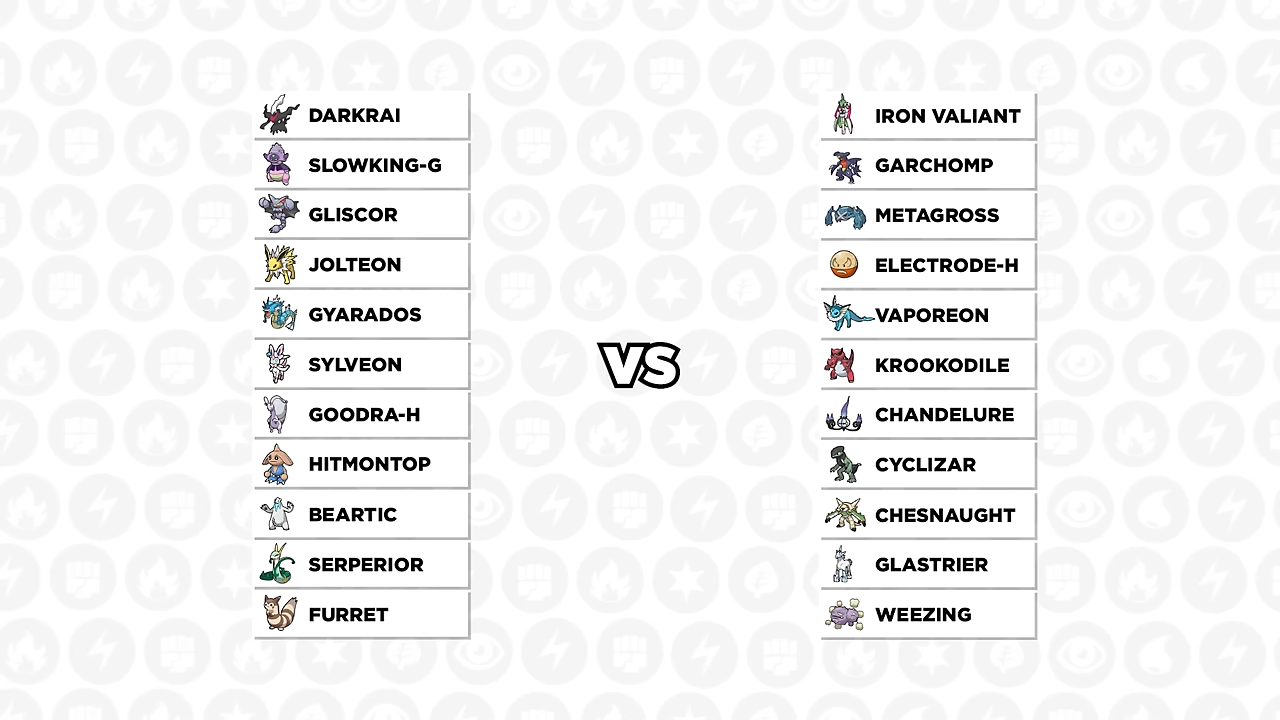 DARKRAI
SLOWKING-G
GLISCOR
JOLTEON
GYARADOS
SYLVEON
GOODRA-H
HITMONTOP
BEARTIC
SERPERIOR
FURRET
VS
IRON VALIANT
GARCHOMP
METAGROSS
ELECTRODE-H
VAPOREON
KROOKODILE
CHANDELURE
CYCLIZAR
CHESNAUGHT
GLASTRIER
WEEZING